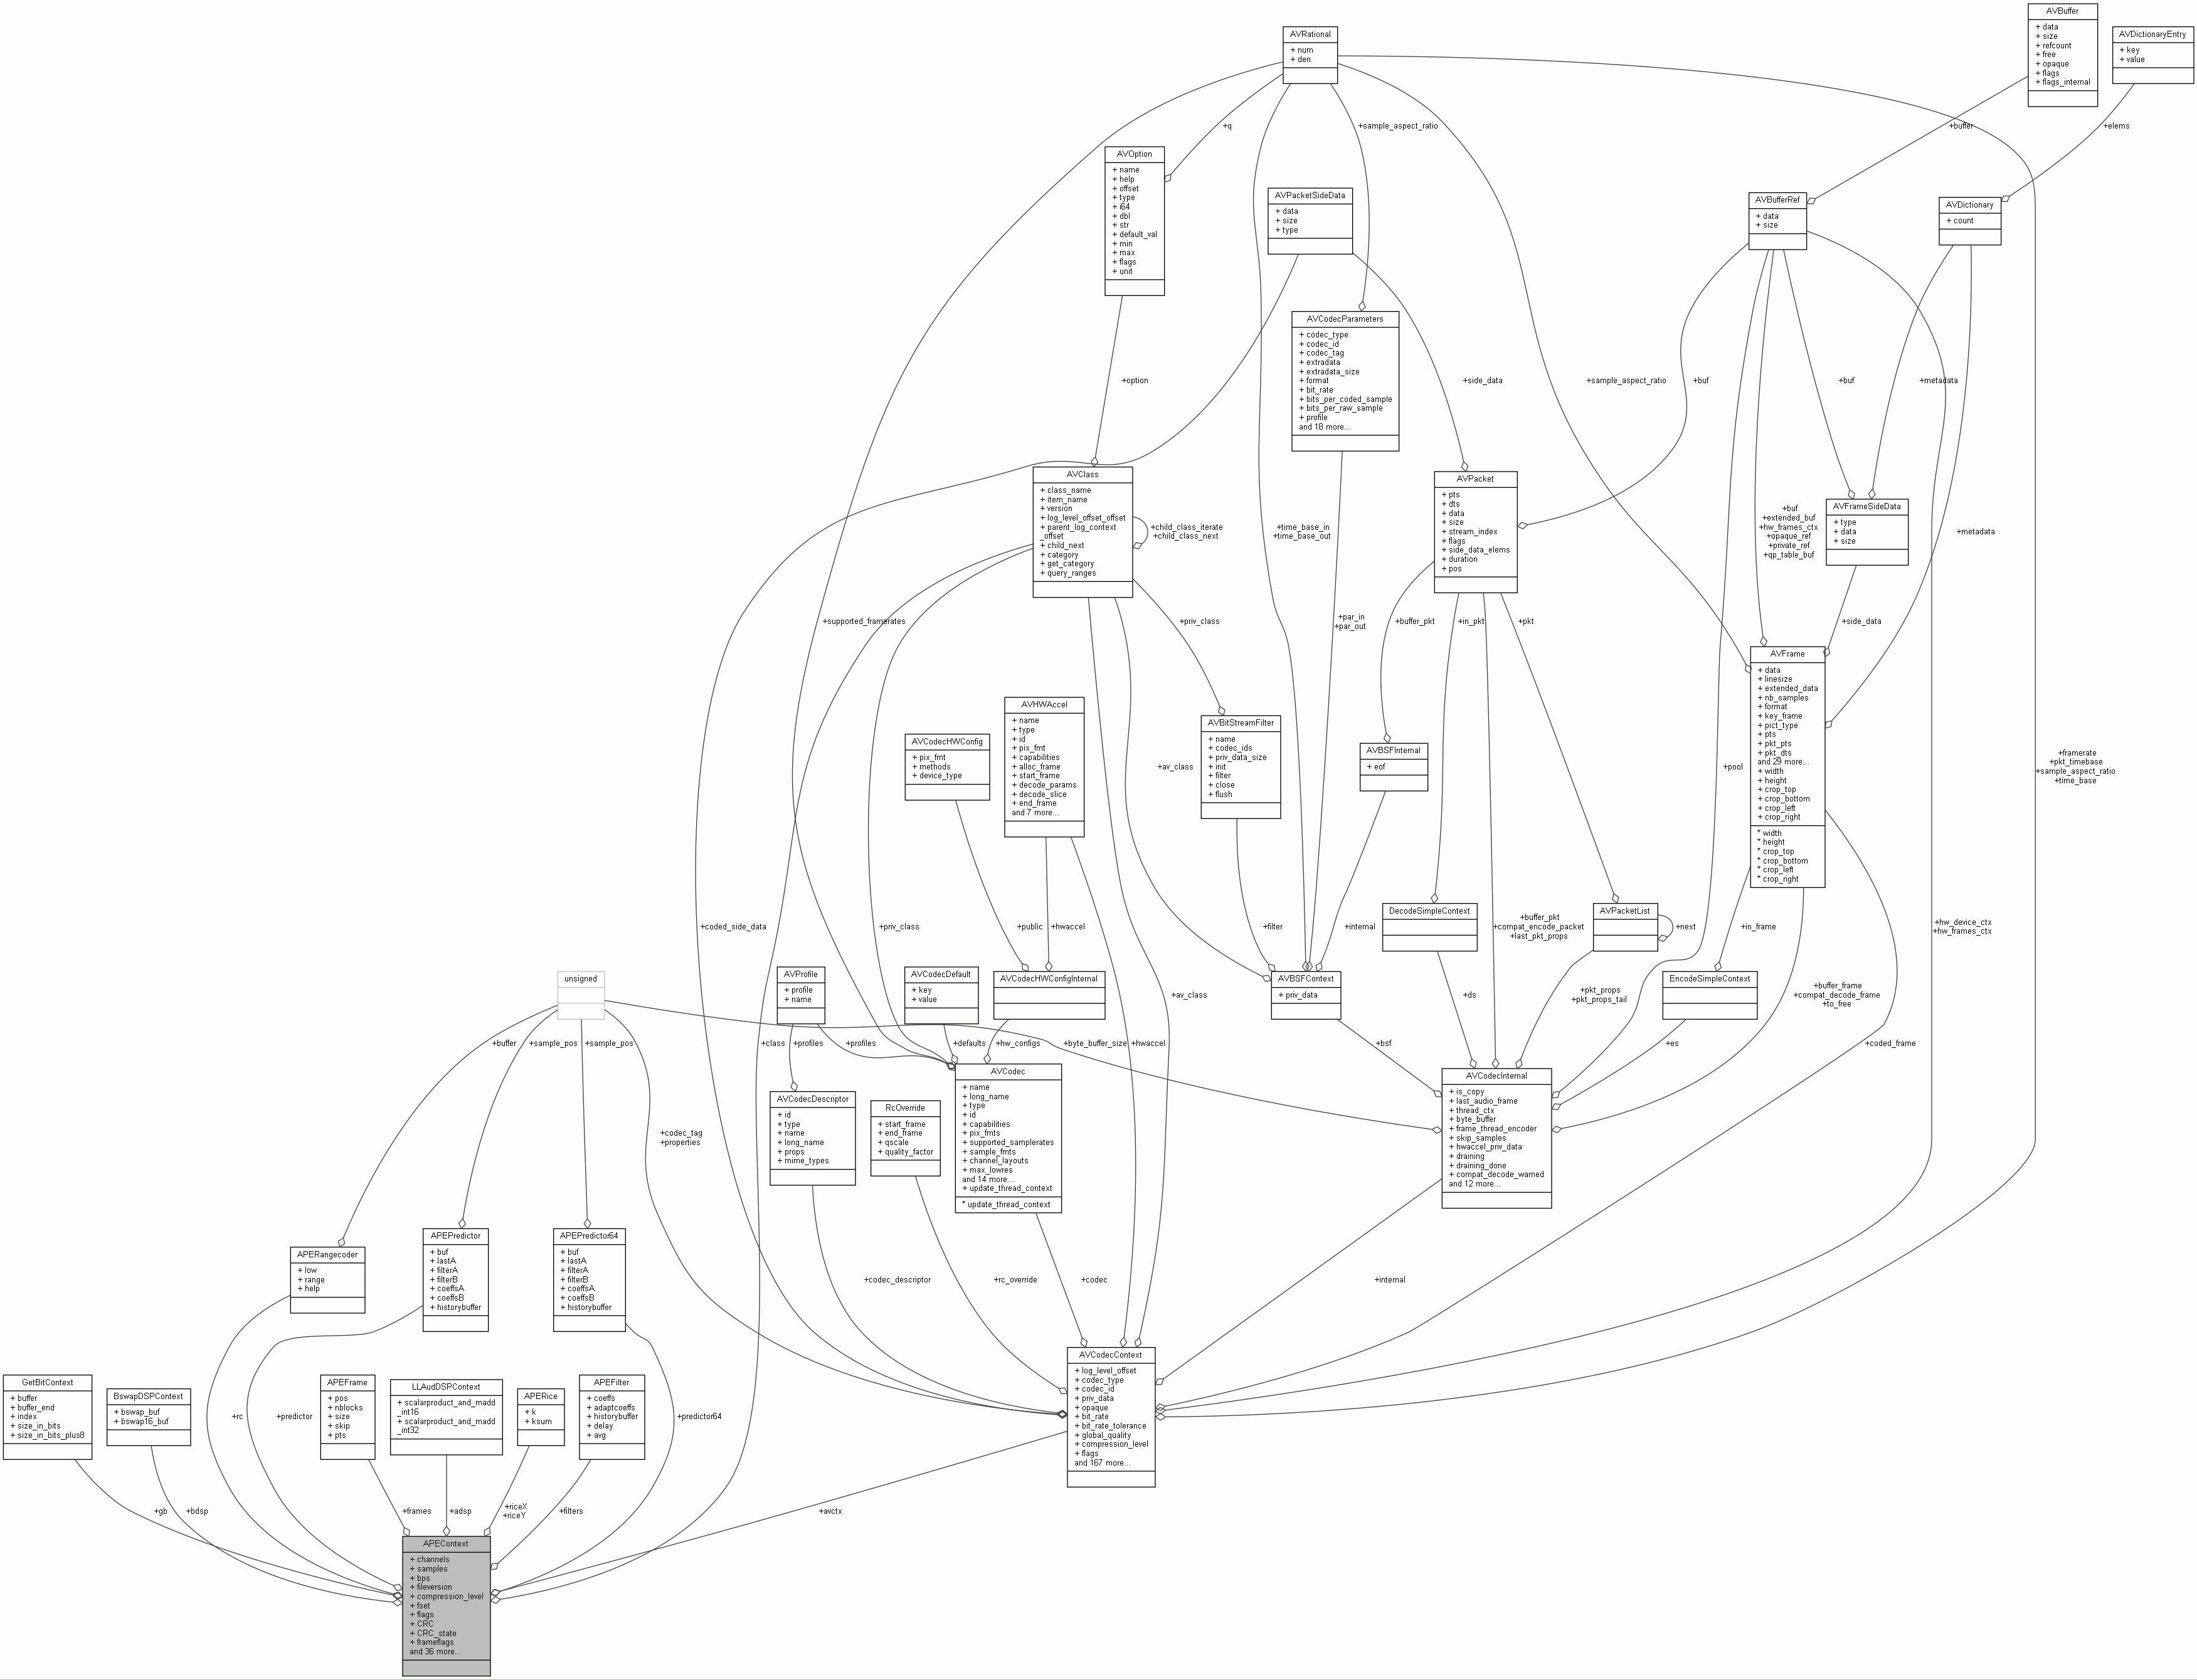 AVBuffer
+ data
+ size
+ refcount
+ free
+ opaque
+ flags
+ flags_internal
AVRational
+ num
+ den
AVDictionaryEntry
+ key
+ value
+q
+sample_aspect_ratio
+buffer
+elems
AVOption
+ name
+ help
+ offset
+ type
+ i64
+ dbl
+ str
+ default_val
+ min
+ max
+ flags
+ unit
AVPacketSideData
+ data
+ size
+ type
AVBufferRef
+ data
+ size
AVDictionary
+ count
AVCodecParameters
+ codec_type
+ codec_id
+ codec_tag
+ extradata
+ extradata_size
+ format
+ bit_rate
+ bits_per_coded_sample
+ bits_per_raw_sample
+ profile
and 18 more...
+option
+side_data
+sample_aspect_ratio
+buf
+buf
+metadata
AVClass
+ class_name
+ item_name
+ version
+ log_level_offset_offset
+ parent_log_context
_offset
+ child_next
+ category
+ get_category
+ query_ranges
+child_class_iterate
+child_class_next
+time_base_in
+time_base_out
AVPacket
+ pts
+ dts
+ data
+ size
+ stream_index
+ flags
+ side_data_elems
+ duration
+ pos
+buf
+extended_buf
+hw_frames_ctx
+opaque_ref
+private_ref
+qp_table_buf
AVFrameSideData
+ type
+ data
+ size
+metadata
+supported_framerates
+priv_class
+par_in
+par_out
+buffer_pkt
+in_pkt
+pkt
+side_data
AVFrame
+ data
+ linesize
+ extended_data
+ nb_samples
+ format
+ key_frame
+ pict_type
+ pts
+ pkt_pts
+ pkt_dts
and 29 more...
+ width
+ height
+ crop_top
+ crop_bottom
+ crop_left
+ crop_right
* width
* height
* crop_top
* crop_bottom
* crop_left
* crop_right
AVHWAccel
+ name
+ type
+ id
+ pix_fmt
+ capabilities
+ alloc_frame
+ start_frame
+ decode_params
+ decode_slice
+ end_frame
and 7 more...
AVCodecHWConfig
+ pix_fmt
+ methods
+ device_type
+av_class
AVBitStreamFilter
+ name
+ codec_ids
+ priv_data_size
+ init
+ filter
+ close
+ flush
AVBSFInternal
+ eof
+pool
+framerate
+pkt_timebase
+sample_aspect_ratio
+time_base
+coded_side_data
+priv_class
+public
+hwaccel
+filter
+internal
DecodeSimpleContext
+buffer_pkt
+compat_encode_packet
+last_pkt_props
AVPacketList
+next
+in_frame
+hw_device_ctx
+hw_frames_ctx
unsigned
AVProfile
+ profile
+ name
AVCodecDefault
+ key
+ value
AVCodecHWConfigInternal
+av_class
AVBSFContext
+ priv_data
+ds
+pkt_props
+pkt_props_tail
EncodeSimpleContext
+buffer_frame
+compat_decode_frame
+to_free
+buffer
+sample_pos
+sample_pos
+class
+profiles
+profiles
+defaults
+hw_configs
+byte_buffer_size
+hwaccel
+bsf
+es
+coded_frame
+codec_tag
+properties
AVCodecDescriptor
+ id
+ type
+ name
+ long_name
+ props
+ mime_types
RcOverride
+ start_frame
+ end_frame
+ qscale
+ quality_factor
AVCodec
+ name
+ long_name
+ type
+ id
+ capabilities
+ pix_fmts
+ supported_samplerates
+ sample_fmts
+ channel_layouts
+ max_lowres
and 14 more...
+ update_thread_context
* update_thread_context
AVCodecInternal
+ is_copy
+ last_audio_frame
+ thread_ctx
+ byte_buffer
+ frame_thread_encoder
+ skip_samples
+ hwaccel_priv_data
+ draining
+ draining_done
+ compat_decode_warned
and 12 more...
APERangecoder
+ low
+ range
+ help
APEPredictor
+ buf
+ lastA
+ filterA
+ filterB
+ coeffsA
+ coeffsB
+ historybuffer
APEPredictor64
+ buf
+ lastA
+ filterA
+ filterB
+ coeffsA
+ coeffsB
+ historybuffer
+codec_descriptor
+rc_override
+codec
+internal
GetBitContext
+ buffer
+ buffer_end
+ index
+ size_in_bits
+ size_in_bits_plus8
BswapDSPContext
+ bswap_buf
+ bswap16_buf
+rc
+predictor
APEFrame
+ pos
+ nblocks
+ size
+ skip
+ pts
LLAudDSPContext
+ scalarproduct_and_madd
_int16
+ scalarproduct_and_madd
_int32
APERice
+ k
+ ksum
APEFilter
+ coeffs
+ adaptcoeffs
+ historybuffer
+ delay
+ avg
+predictor64
AVCodecContext
+ log_level_offset
+ codec_type
+ codec_id
+ priv_data
+ opaque
+ bit_rate
+ bit_rate_tolerance
+ global_quality
+ compression_level
+ flags
and 167 more...
+gb
+bdsp
+frames
+adsp
+riceX
+riceY
+filters
+avctx
APEContext
+ channels
+ samples
+ bps
+ fileversion
+ compression_level
+ fset
+ flags
+ CRC
+ CRC_state
+ frameflags
and 36 more...